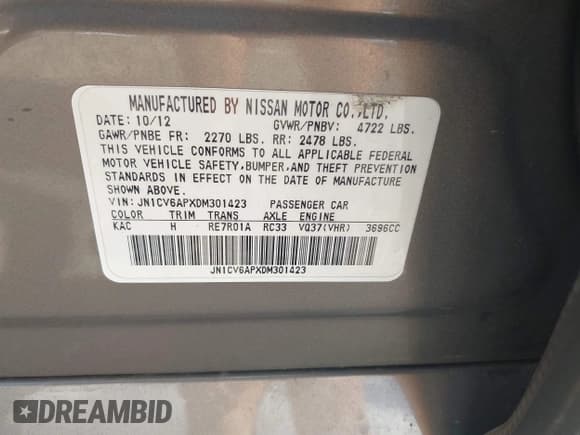 MANUFACTURED BY NISSAN MOTOR CO.,LTD.
DATE: 10/12 GVWR/PNBV: 4722 LBS.
GAWR/PNBE FR: 2270 LBS. RR: 2478 LBS.
THIS VEHICLE CONFORMS TO ALL APPLICABLE FEDERAL
MOTOR VEHICLE SAFETY,BUMPER,AND THEFT PREVENTION
STANDARDS IN EFFECT ON THE DATE OF MANUFACTURE
SHOWN ABOVE.
VIN: JN1CV6APXDM301423 PASSENGER CAR
COLOR TRIM TRANS AXLE ENGINE
KAC H RE7R01A RC33 VQ37(VHR) 3696CC
JN1CV6APXDM301423
DREAMBID